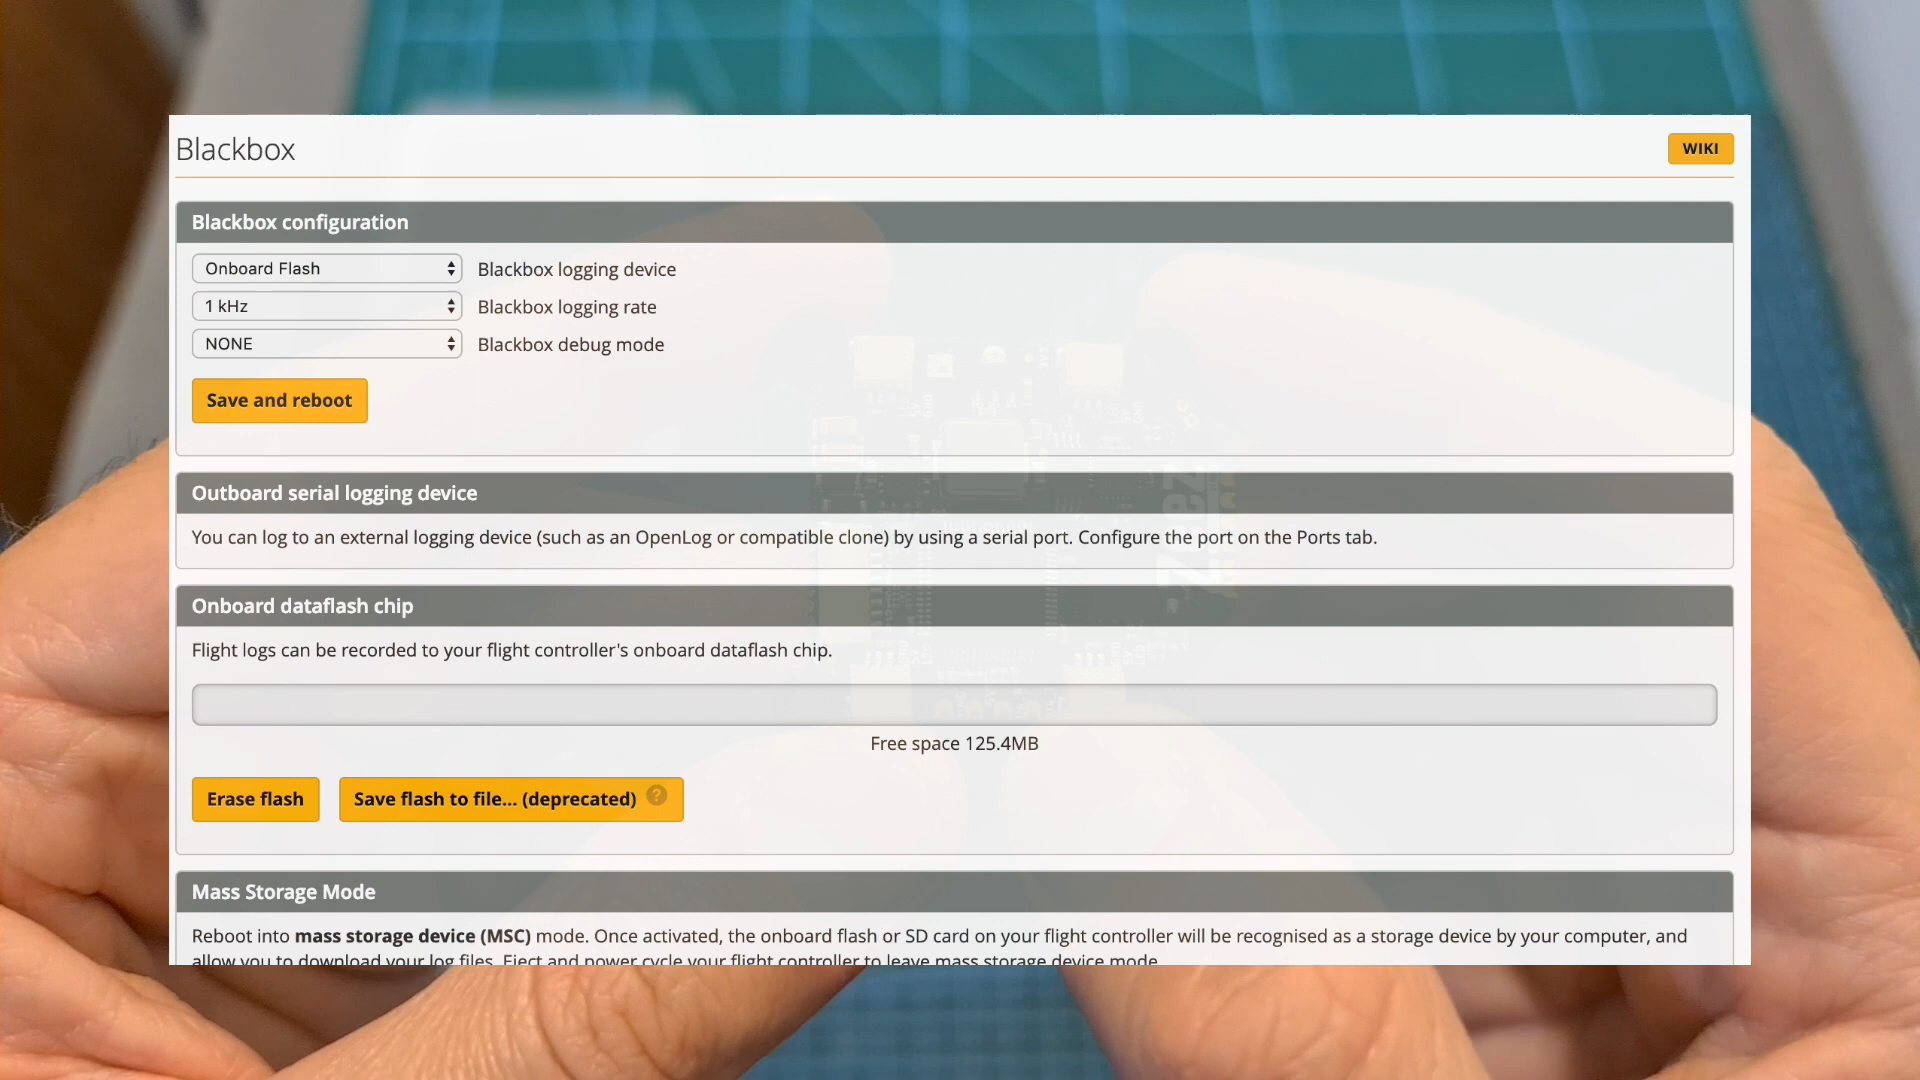 Blackbox
WIKI
Blackbox configuration
Onboard Flash Blackbox logging device
1 kHz Blackbox logging rate
NONE Blackbox debug mode
Save and reboot
Outboard serial logging device
You can log to an external logging device (such as an OpenLog or compatible clone) by using a serial port. Configure the port on the Ports tab.
Onboard dataflash chip
Flight logs can be recorded to your flight controller's onboard dataflash chip.
Free space 125.4MB
Erase flash Save flash to file... (deprecated) ?
Mass Storage Mode
Reboot into mass storage device (MSC) mode. Once activated, the onboard flash or SD card on your flight controller will be recognised as a storage device by your computer, and
allow you to download your log files. Eject and power cycle your flight controller to leave mass storage device mode.